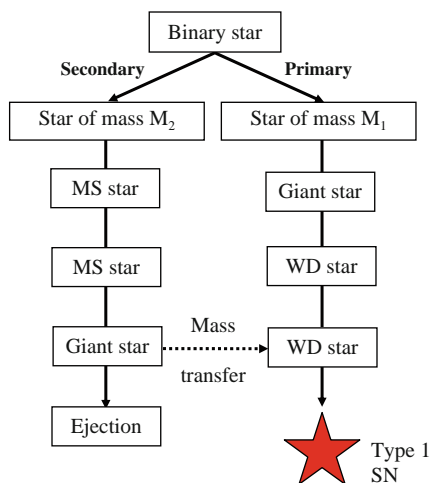 Binary star
Secondary Primary
Star of mass M₂ Star of mass M₁
MS star Giant star
MS star WD star
Mass
Giant star WD star
transfer
Ejection
Type 1
SN